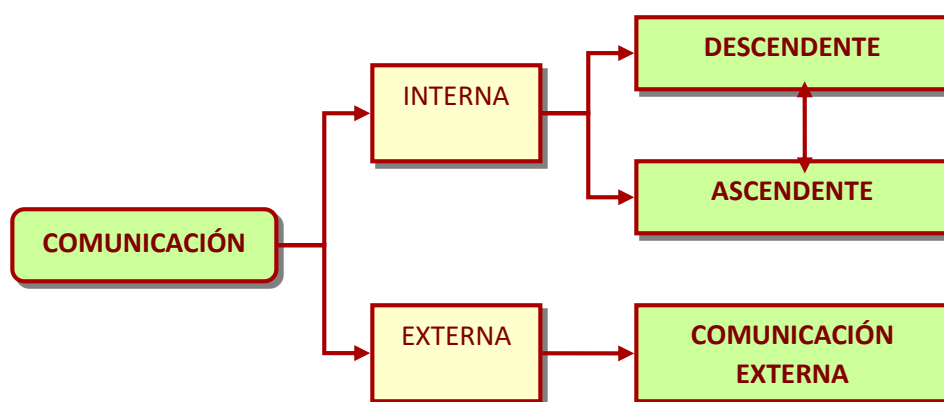 DESCENDENTE
INTERNA
ASCENDENTE
COMUNICACIÓN
EXTERNA
COMUNICACIÓN
EXTERNA